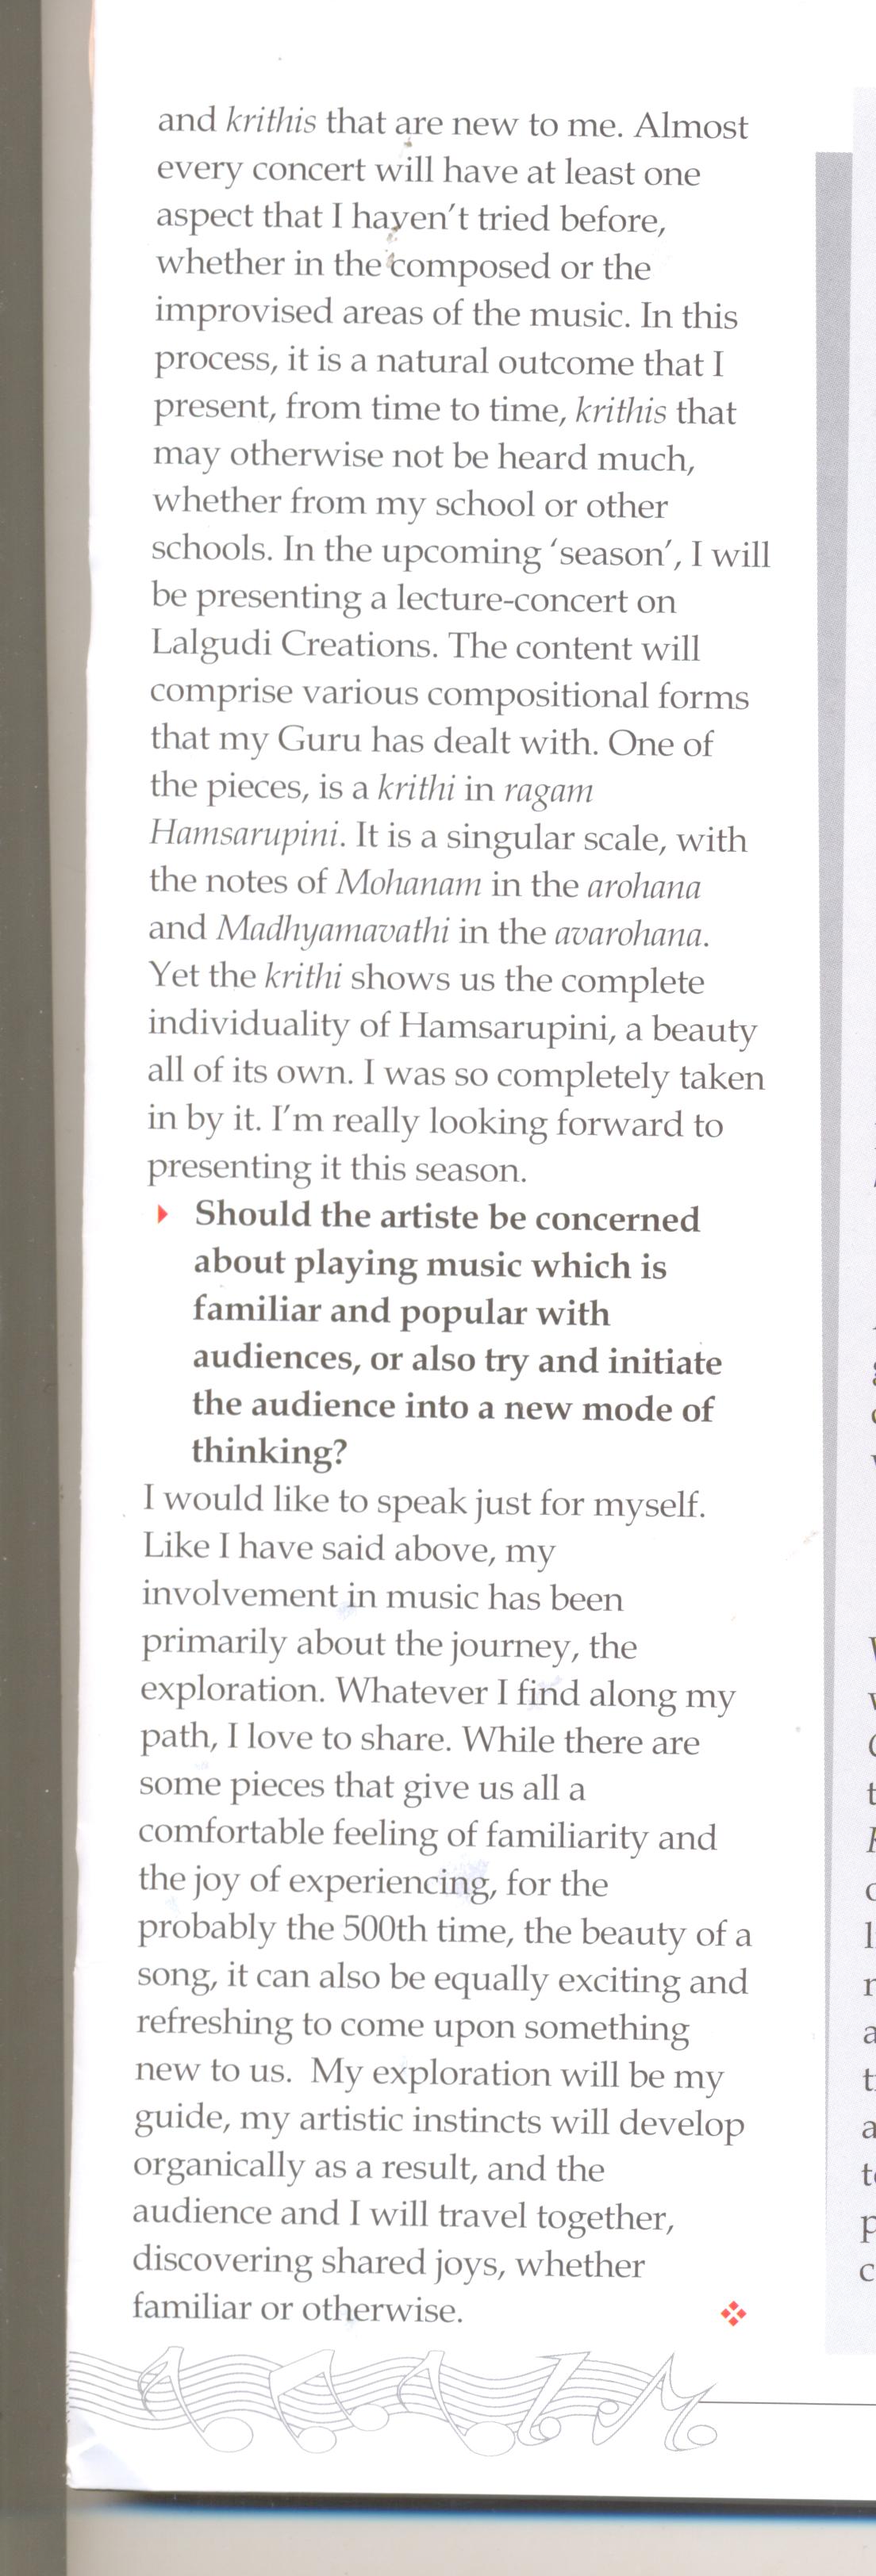 and krithis that are new to me. Almost
every concert will have at least one
aspect that I haven't tried before,
whether in the composed or the
improvised areas of the music. In this
process, it is a natural outcome that I
present, from time to time, krithis that
may otherwise not be heard much,
whether from my school or other
schools. In the upcoming 'season', I will
be presenting a lecture-concert on
Lalgudi Creations. The content will
comprise various compositional forms
that my Guru has dealt with. One of
the pieces, is a krithi in ragam
Hamsarupini. It is a singular scale, with
the notes of Mohanam in the arohana
and Madhyamavathi in the avarohana.
Yet the krithi shows us the complete
individuality of Hamsarupini, a beauty
all of its own. I was so completely taken
in by it. I'm really looking forward to
presenting it this season.
Should the artiste be concerned
about playing music which is
familiar and popular with
audiences, or also try and initiate
the audience into a new mode of
thinking?
I would like to speak just for myself.
Like I have said above, my
involvement in music has been
primarily about the journey, the
exploration. Whatever I find along my
path, I love to share. While there are
some pieces that give us all a
comfortable feeling of familiarity and
the joy of experiencing, for the
probably the 500th time, the beauty of a
song, it can also be equally exciting and
refreshing to come upon something
new to us. My exploration will be my
guide, my artistic instincts will develop
organically as a result, and the
audience and I will travel together,
discovering shared joys, whether
familiar or otherwise.